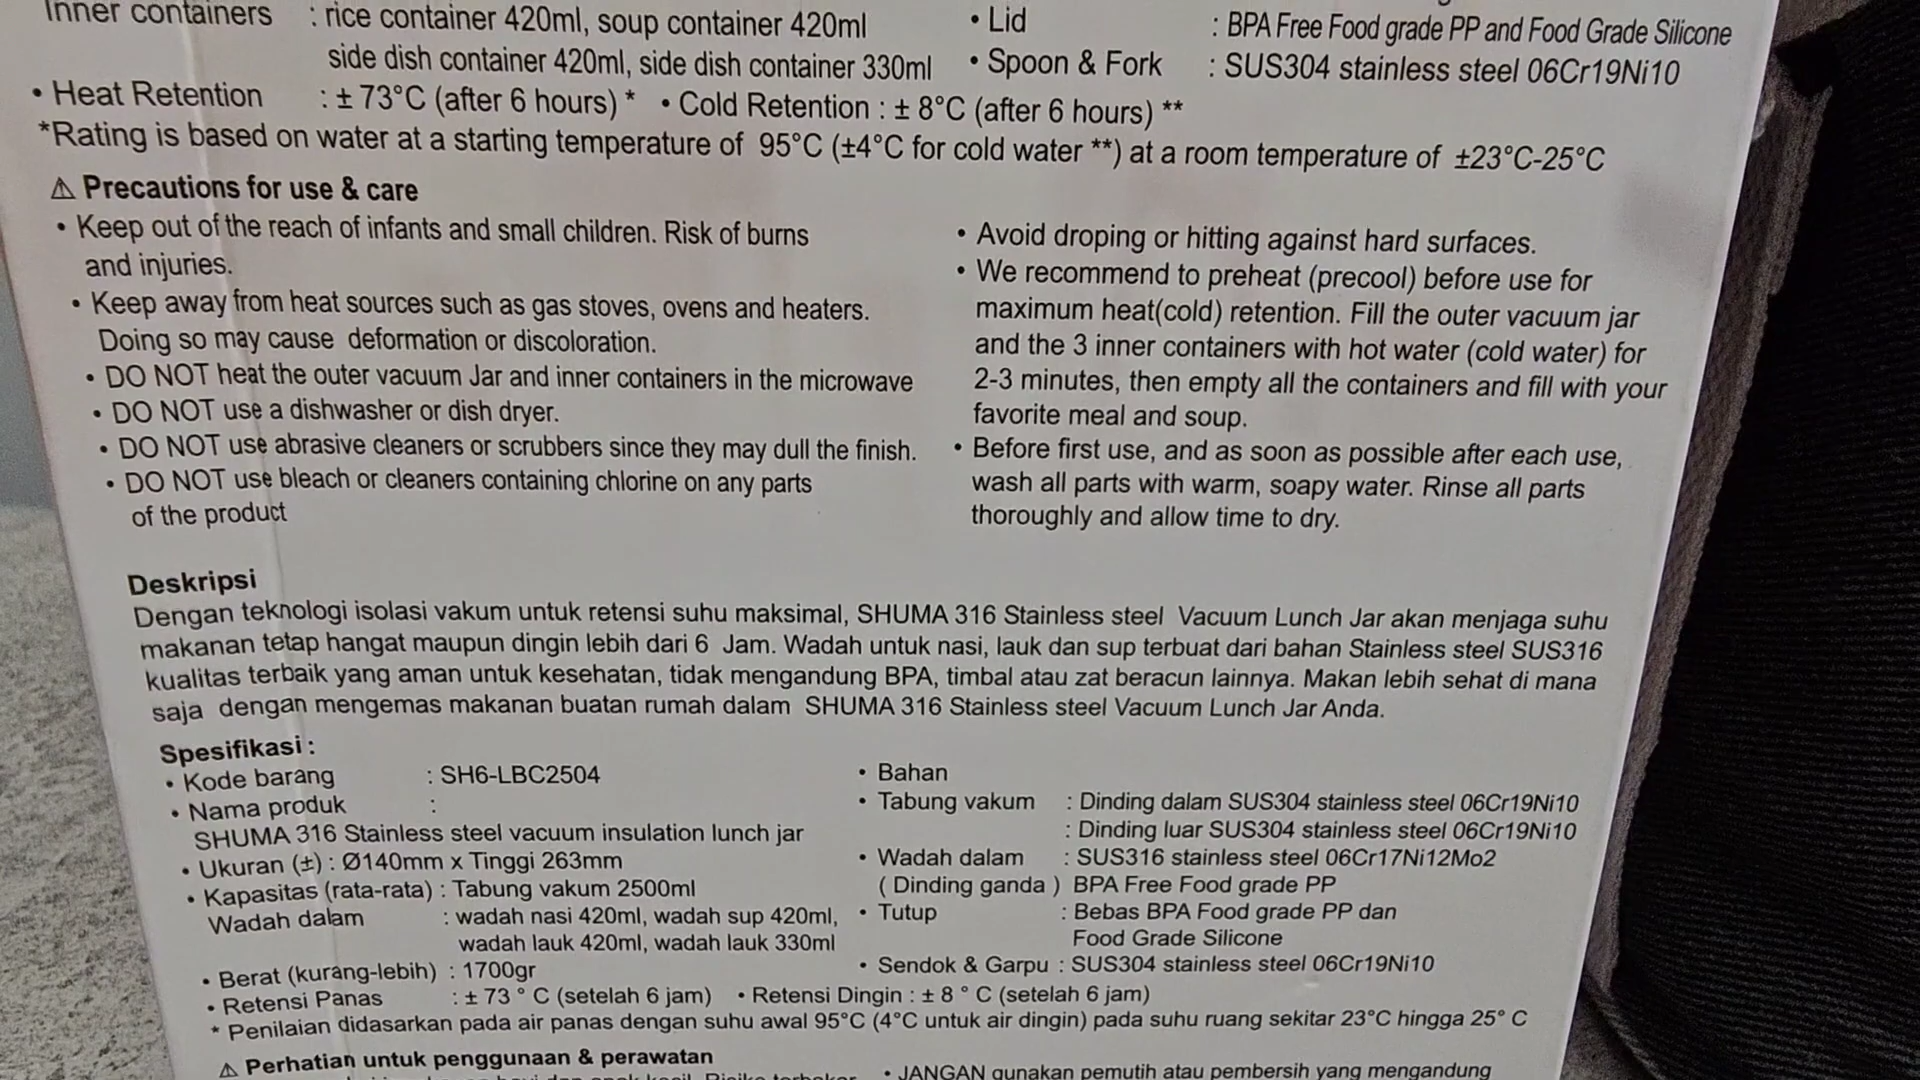 Inner containers : rice container 420ml, soup container 420ml
side dish container 420ml, side dish container 330ml
• Lid : BPA Free Food grade PP and Food Grade Silicone
• Spoon & Fork : SUS304 stainless steel 06Cr19Ni10
• Heat Retention : ± 73°C (after 6 hours) * • Cold Retention : ± 8°C (after 6 hours) **
*Rating is based on water at a starting temperature of 95°C (±4°C for cold water **) at a room temperature of ±23°C-25°C
⚠ Precautions for use & care
• Keep out of the reach of infants and small children. Risk of burns
and injuries.
• Keep away from heat sources such as gas stoves, ovens and heaters.
Doing so may cause deformation or discoloration.
• DO NOT heat the outer vacuum Jar and inner containers in the microwave
• DO NOT use a dishwasher or dish dryer.
• DO NOT use abrasive cleaners or scrubbers since they may dull the finish.
• DO NOT use bleach or cleaners containing chlorine on any parts
of the product
• Avoid droping or hitting against hard surfaces.
• We recommend to preheat (precool) before use for
maximum heat(cold) retention. Fill the outer vacuum jar
and the 3 inner containers with hot water (cold water) for
2-3 minutes, then empty all the containers and fill with your
favorite meal and soup.
• Before first use, and as soon as possible after each use,
wash all parts with warm, soapy water. Rinse all parts
thoroughly and allow time to dry.
Deskripsi
Dengan teknologi isolasi vakum untuk retensi suhu maksimal, SHUMA 316 Stainless steel Vacuum Lunch Jar akan menjaga suhu
makanan tetap hangat maupun dingin lebih dari 6 Jam. Wadah untuk nasi, lauk dan sup terbuat dari bahan Stainless steel SUS316
kualitas terbaik yang aman untuk kesehatan, tidak mengandung BPA, timbal atau zat beracun lainnya. Makan lebih sehat di mana
saja dengan mengemas makanan buatan rumah dalam SHUMA 316 Stainless steel Vacuum Lunch Jar Anda.
Spesifikasi :
• Kode barang : SH6-LBC2504
• Nama produk :
SHUMA 316 Stainless steel vacuum insulation lunch jar
• Ukuran (±) : Ø140mm x Tinggi 263mm
• Kapasitas (rata-rata) : Tabung vakum 2500ml
Wadah dalam : wadah nasi 420ml, wadah sup 420ml,
wadah lauk 420ml, wadah lauk 330ml
• Berat (kurang-lebih) : 1700gr
• Bahan
• Tabung vakum : Dinding dalam SUS304 stainless steel 06Cr19Ni10
: Dinding luar SUS304 stainless steel 06Cr19Ni10
• Wadah dalam : SUS316 stainless steel 06Cr17Ni12Mo2
( Dinding ganda ) BPA Free Food grade PP
• Tutup : Bebas BPA Food grade PP dan
Food Grade Silicone
• Sendok & Garpu : SUS304 stainless steel 06Cr19Ni10
• Retensi Panas : ± 73 ° C (setelah 6 jam) • Retensi Dingin : ± 8 ° C (setelah 6 jam)
* Penilaian didasarkan pada air panas dengan suhu awal 95°C (4°C untuk air dingin) pada suhu ruang sekitar 23°C hingga 25° C
⚠ Perhatian untuk penggunaan & perawatan
• JANGAN gunakan pemutih atau pembersih yang mengandung